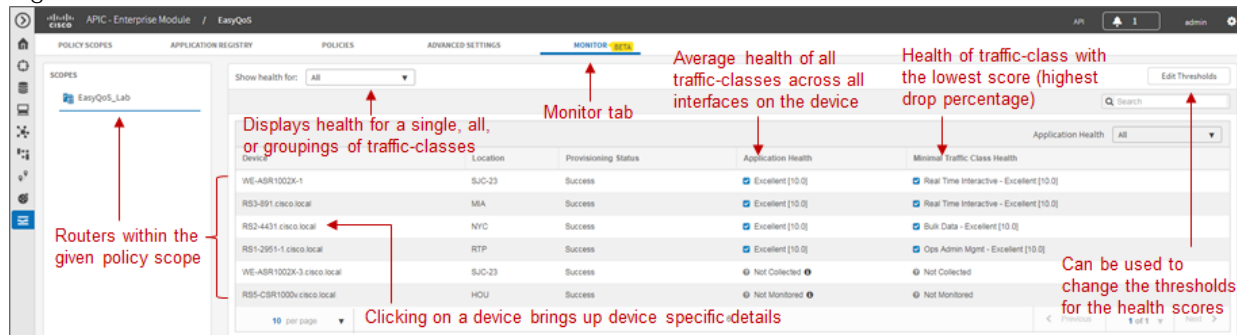 cisco APIC - Enterprise Module / EasyQoS API 1 admin
POLICY SCOPES APPLICATION REGISTRY POLICIES ADVANCED SETTINGS MONITOR BETA
SCOPES
EasyQoS_Lab
Show health for: All
Edit Thresholds
Search
Average health of all
traffic-classes across all
interfaces on the device
Health of traffic-class with
the lowest score (highest
drop percentage)
Monitor tab
Displays health for a single, all,
or groupings of traffic-classes
Application Health All
Device Location Provisioning Status Application Health Minimal Traffic Class Health
WE-ASR1002X-1 SJC-23 Success Excellent [10.0] Real Time Interactive - Excellent [10.0]
RS3-891.cisco.local MIA Success Excellent [10.0] Real Time Interactive - Excellent [10.0]
RS2-4431.cisco.local NYC Success Excellent [10.0] Bulk Data - Excellent [10.0]
RS1-2951-1.cisco.local RTP Success Excellent [10.0] Ops Admin Mgmt - Excellent [10.0]
WE-ASR1002X-3.cisco.local SJC-23 Success Not Collected Not Collected
RS5-CSR1000v.cisco.local HOU Success Not Monitored Not Monitored
Routers within the
given policy scope
Can be used to
change the thresholds
for the health scores
10 per page
Clicking on a device brings up device specific details
Previous 1 of 1 Next